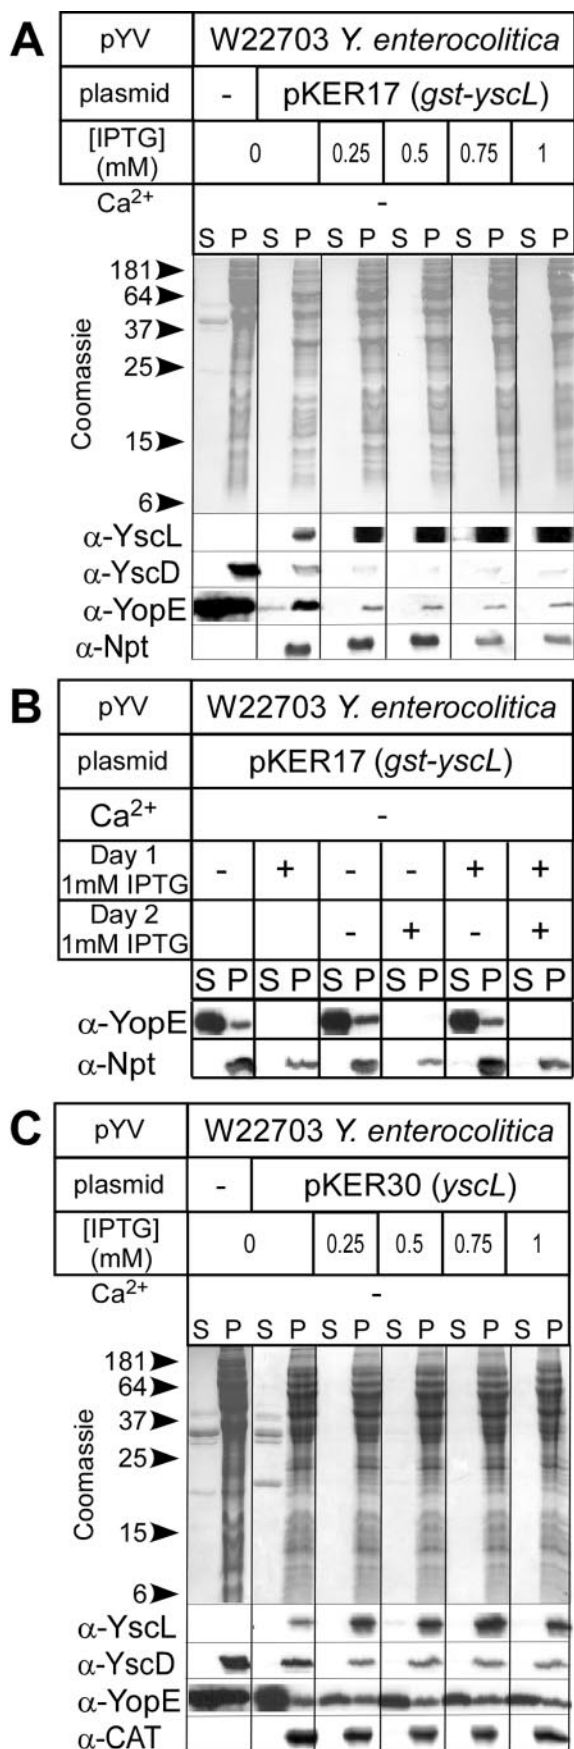 A
pYV W22703 Y. enterocolitica
plasmid - pKER17 (gst-yscL)
[IPTG] (mM) 0 0.25 0.5 0.75 1
Ca2+ -
S P S P S P S P S P S P
181
64
37
25
15
6
Coomassie
α-YscL
α-YscD
α-YopE
α-Npt
B
pYV W22703 Y. enterocolitica
plasmid pKER17 (gst-yscL)
Ca2+ -
Day 1 1mM IPTG - + - - + +
Day 2 1mM IPTG - + - +
S P S P S P S P S P S P
α-YopE
α-Npt
C
pYV W22703 Y. enterocolitica
plasmid - pKER30 (yscL)
[IPTG] (mM) 0 0.25 0.5 0.75 1
Ca2+ -
S P S P S P S P S P S P
181
64
37
25
15
6
Coomassie
α-YscL
α-YscD
α-YopE
α-CAT